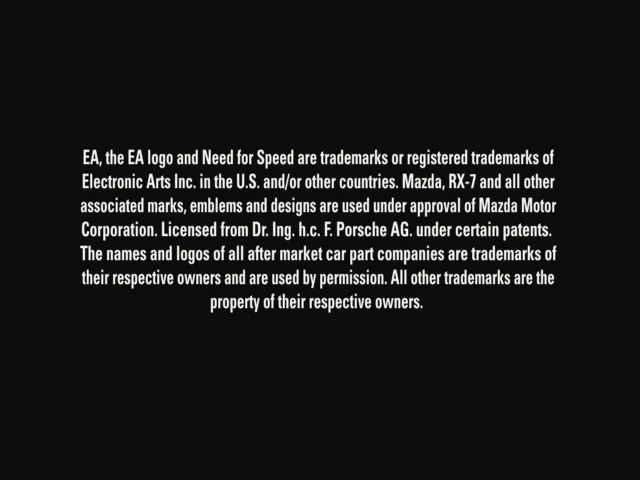 EA, the EA logo and Need for Speed are trademarks or registered trademarks of
Electronic Arts Inc. in the U.S. and/or other countries. Mazda, RX-7 and all other
associated marks, emblems and designs are used under approval of Mazda Motor
Corporation. Licensed from Dr. Ing. h.c. F. Porsche AG. under certain patents.
The names and logos of all after market car part companies are trademarks of
their respective owners and are used by permission. All other trademarks are the
property of their respective owners.